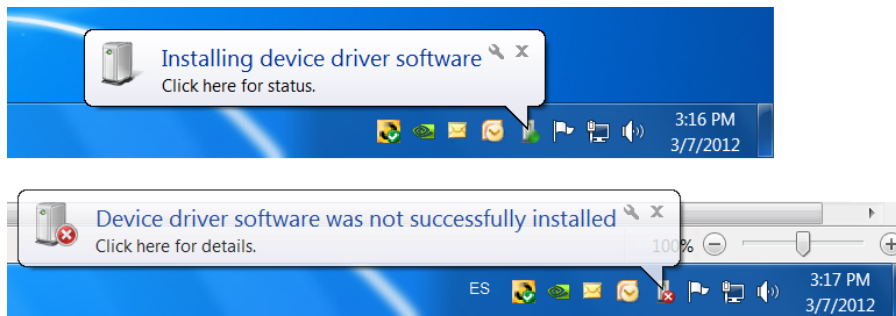 Installing device driver software
Click here for status.
3:16 PM
3/7/2012
Device driver software was not successfully installed
Click here for details.
100%
ES
3:17 PM
3/7/2012